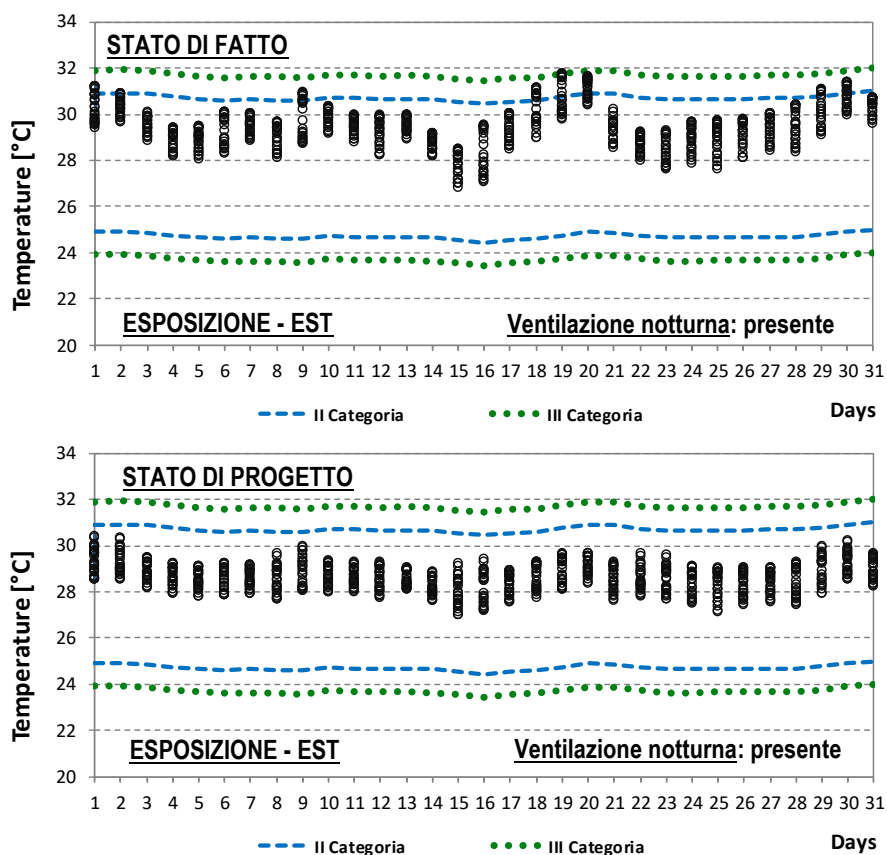 STATO DI FATTO
Temperature [°C]
34
32
30
28
26
24
22
20
ESPOSIZIONE - EST
Ventilazione notturna: presente
1 2 3 4 5 6 7 8 9 10 11 12 13 14 15 16 17 18 19 20 21 22 23 24 25 26 27 28 29 30 31
II Categoria
III Categoria
Days
STATO DI PROGETTO
Temperature [°C]
34
32
30
28
26
24
22
20
ESPOSIZIONE - EST
Ventilazione notturna: presente
1 2 3 4 5 6 7 8 9 10 11 12 13 14 15 16 17 18 19 20 21 22 23 24 25 26 27 28 29 30 31
II Categoria
III Categoria
Days